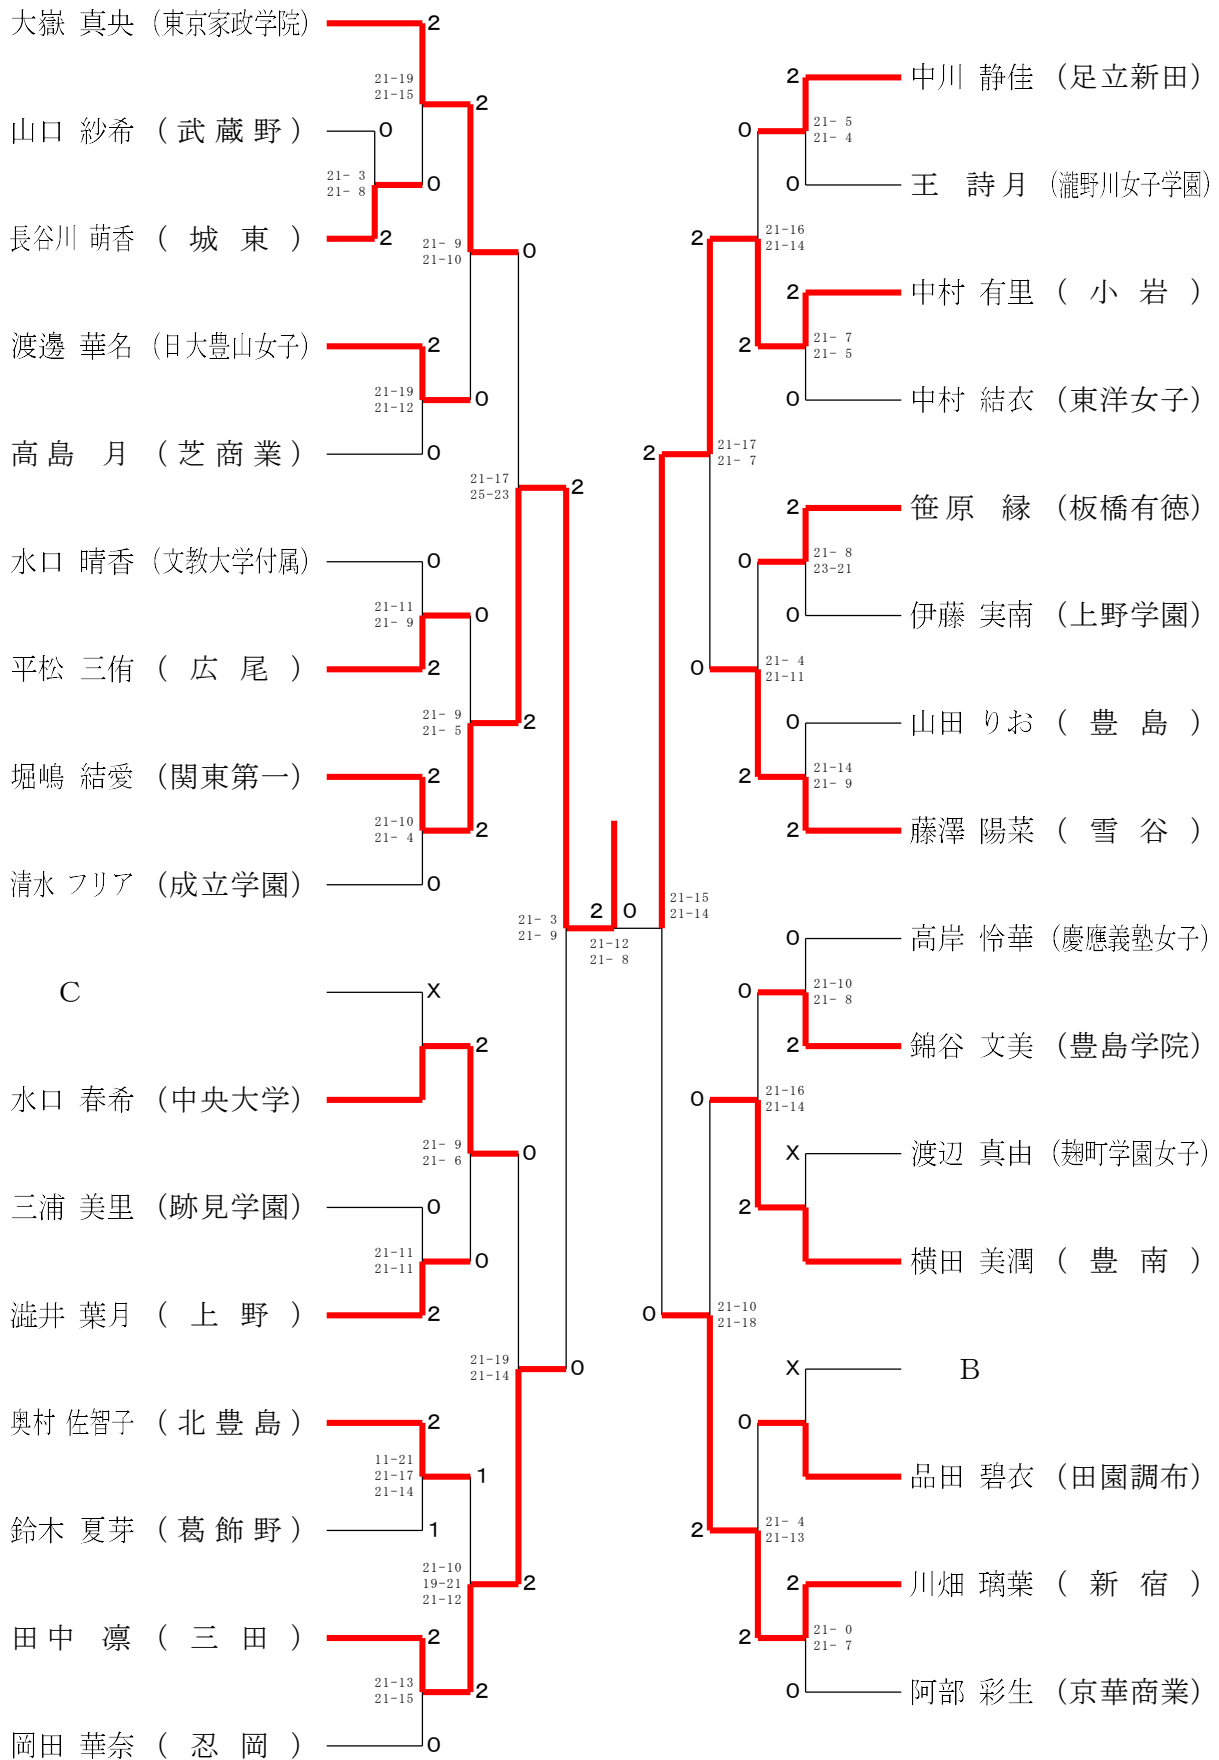 大嶽 真央 (東京家政学院) 2
21-19
21-15
2
山口 紗希 (武蔵野) 0
21- 3
21- 8
0
長谷川 萌香 (城東) 2
21- 9
21-10
0
渡邊 華名 (日大豊山女子) 2
21-19
21-12
0
高島 月 (芝商業) 0
21-17
25-23
2
水口 晴香 (文教大学付属) 0
21-11
21- 9
0
平松 三侑 (広尾) 2
21- 9
21- 5
2
堀嶋 結愛 (関東第一) 2
21-10
21- 4
2
清水 フリア (成立学園) 0
21- 3
21- 9
2 0
21-12
21- 8
C X
2
水口 春希 (中央大学)
21- 9
21- 6
0
三浦 美里 (跡見学園) 0
21-11
21-11
0
澁井 葉月 (上野) 2
21-19
21-14
0
奥村 佐智子 (北豊島) 2
11-21
21-17
21-14
1
鈴木 夏芽 (葛飾野) 1
21-10
19-21
21-12
2
田中 凛 (三田) 2
21-13
21-15
2
岡田 華奈 (忍岡) 0
2 中川 静佳 (足立新田)
0
21- 5
21- 4
0 王 詩月 (瀧野川女子学園)
2
21-16
21-14
2 中村 有里 (小岩)
2
21- 7
21- 5
0 中村 結衣 (東洋女子)
2
21-17
21- 7
2 笹原 縁 (板橋有徳)
0
21- 8
23-21
0 伊藤 実南 (上野学園)
0
21- 4
21-11
0 山田 りお (豊島)
2
21-14
21- 9
2 藤澤 陽菜 (雪谷)
21-15
21-14
0 高岸 怜華 (慶應義塾女子)
0
21-10
21- 8
2 錦谷 文美 (豊島学院)
0
21-16
21-14
X 渡辺 真由 (麹町学園女子)
2
横田 美潤 (豊南)
0
21-10
21-18
X B
0
品田 碧衣 (田園調布)
2
21- 4
21-13
2 川畑 璃葉 (新宿)
2
21- 0
21- 7
0 阿部 彩生 (京華商業)